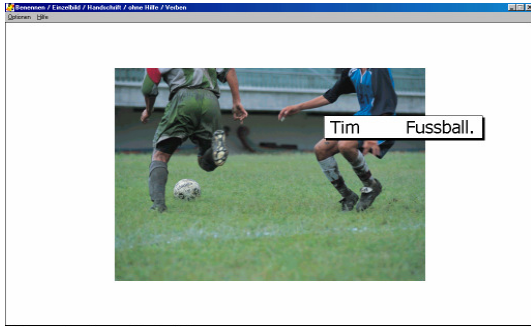 Benennen / Einzelbild / Handschrift / ohne Hilfe / Verben
Optionen Hilfe
Tim Fussball.